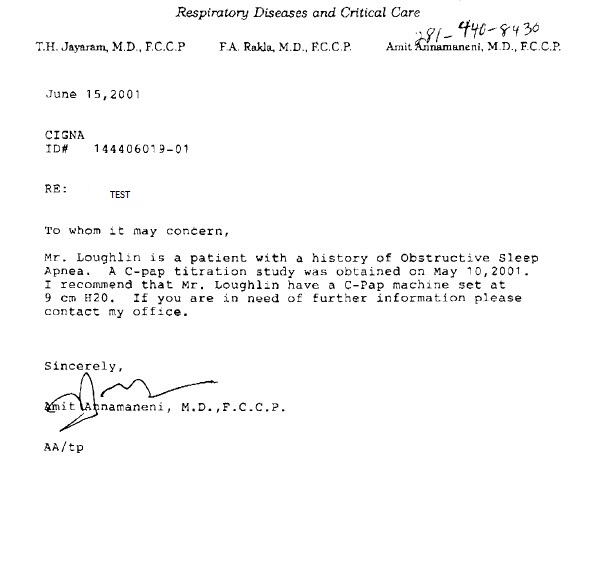 Respiratory Diseases and Critical Care
281-440-8430
T.H. Jayaram, M.D., F.C.C.P F.A. Rakla, M.D., F.C.C.P. Amit Annamaneni, M.D., F.C.C.P.
June 15,2001
CIGNA
ID# 144406019-01
RE: TEST
To whom it may concern,
Mr. Loughlin is a patient with a history of Obstructive Sleep
Apnea. A C-pap titration study was obtained on May 10,2001.
I recommend that Mr. Loughlin have a C-Pap machine set at
9 cm H20. If you are in need of further information please
contact my office.
Sincerely,
Amit Annamaneni, M.D.,F.C.C.P.
AA/tp